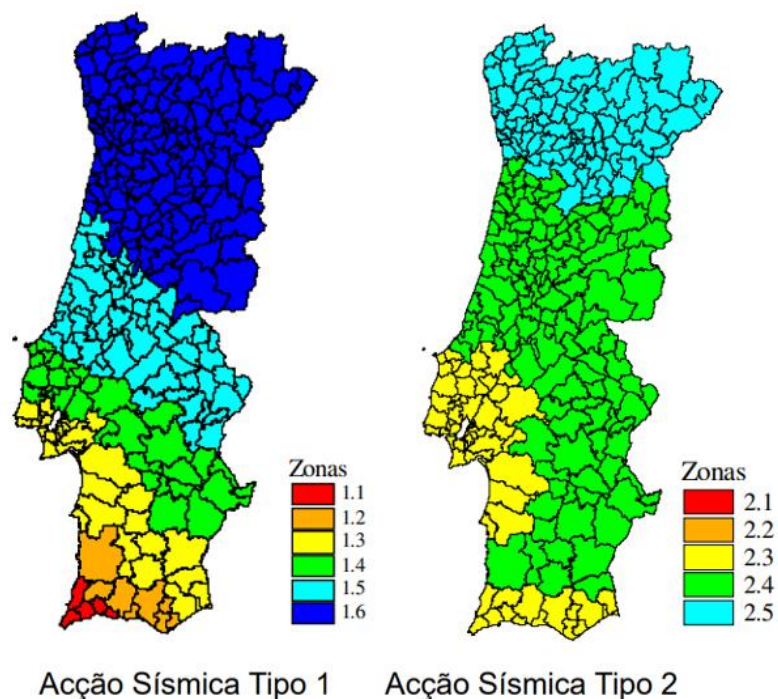 Zonas
1.1
1.2
1.3
1.4
1.5
1.6
Zonas
2.1
2.2
2.3
2.4
2.5
Acção Sísmica Tipo 1
Acção Sísmica Tipo 2